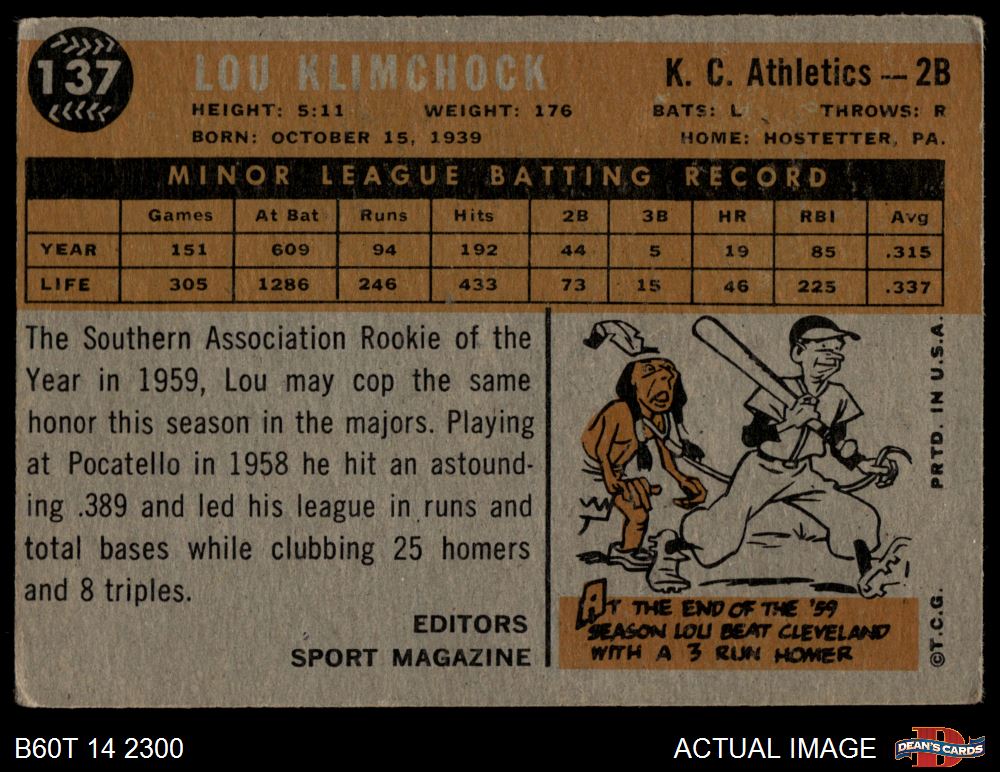 137
LOU KLIMCHOCK
K. C. Athletics — 2B
HEIGHT: 5:11 WEIGHT: 176 BATS: L THROWS: R
BORN: OCTOBER 15, 1939 HOME: HOSTETTER, PA.
MINOR LEAGUE BATTING RECORD
Games At Bat Runs Hits 2B 3B HR RBI Avg
YEAR 151 609 94 192 44 5 19 85 .315
LIFE 305 1286 246 433 73 15 46 225 .337
The Southern Association Rookie of the
Year in 1959, Lou may cop the same
honor this season in the majors. Playing
at Pocatello in 1958 he hit an astound-
ing .389 and led his league in runs and
total bases while clubbing 25 homers
and 8 triples.
EDITORS
SPORT MAGAZINE
AT THE END OF THE '59
SEASON LOU BEAT CLEVELAND
WITH A 3 RUN HOMER
©T.C.G. PRTD. IN U.S.A.
B60T 14 2300
ACTUAL IMAGE
D
DEAN'S CARDS